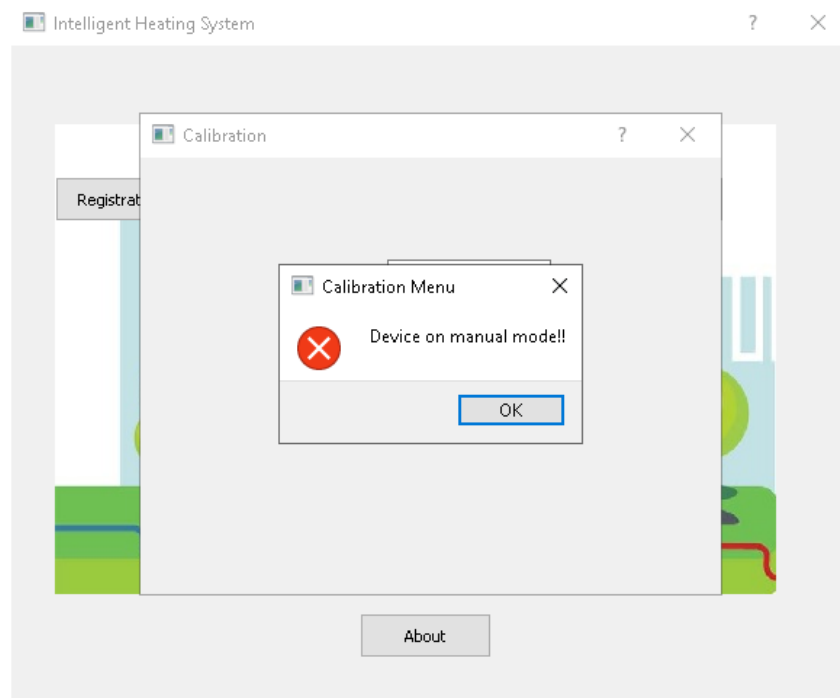 Intelligent Heating System
Calibration
Registrat
Calibration Menu
Device on manual mode!!
OK
About